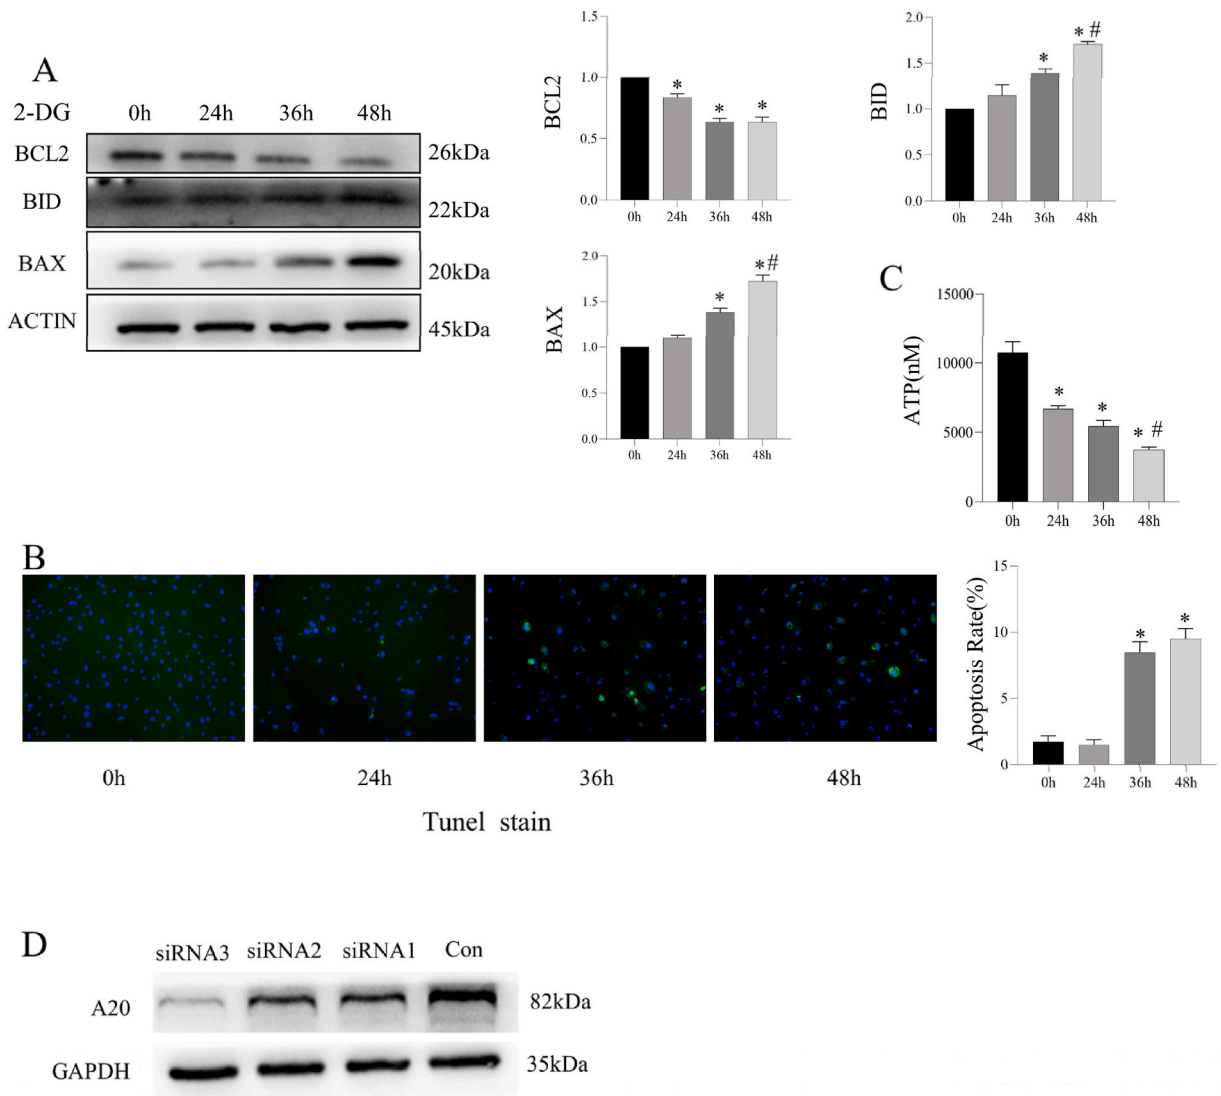 A
2-DG 0h 24h 36h 48h
BCL2 26kDa
BID 22kDa
BAX 20kDa
ACTIN 45kDa
BCL2
1.5
1.0
0.5
0.0
* * *
0h 24h 36h 48h
BID
2.0
1.5
1.0
0.5
0.0
* * #
0h 24h 36h 48h
BAX
2.0
1.5
1.0
0.5
0.0
* *#
0h 24h 36h 48h
C
ATP(nM)
15000
10000
5000
0
* * * #
0h 24h 36h 48h
B
0h 24h 36h 48h
Tunel stain
Apoptosis Rate(%)
15
10
5
0
* *
0h 24h 36h 48h
D
siRNA3 siRNA2 siRNA1 Con
A20 82kDa
GAPDH 35kDa